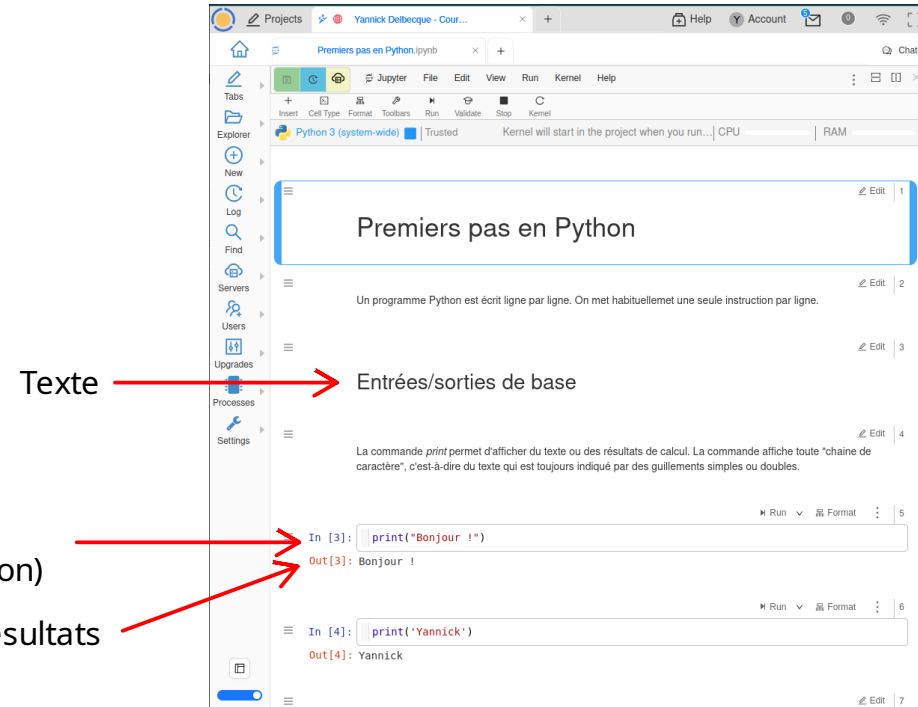 Projects Yannick Delbecque - Cour... × + Help Y Account 5 0
Premiers pas en Python.ipynb × + Chat
Jupyter File Edit View Run Kernel Help
Insert Cell Type Format Toolbars Run Validate Stop Kernel
Python 3 (system-wide) Trusted Kernel will start in the project when you run... CPU RAM
Tabs
Explorer
New
Log
Find
Servers
Users
Upgrades
Processes
Settings
Edit 1
Premiers pas en Python
Edit 2
Un programme Python est écrit ligne par ligne. On met habituellemet une seule instruction par ligne.
Edit 3
Texte
Entrées/sorties de base
Edit 4
La commande print permet d'afficher du texte ou des résultats de calcul. La commande affiche toute "chaine de
caractère", c'est-à-dire du texte qui est toujours indiqué par des guillements simples ou doubles.
Run Format 5
In [3]: print("Bonjour !")
on)
Out[3]: Bonjour !
Run Format 6
sultats
In [4]: print('Yannick')
Out[4]: Yannick
Edit 7